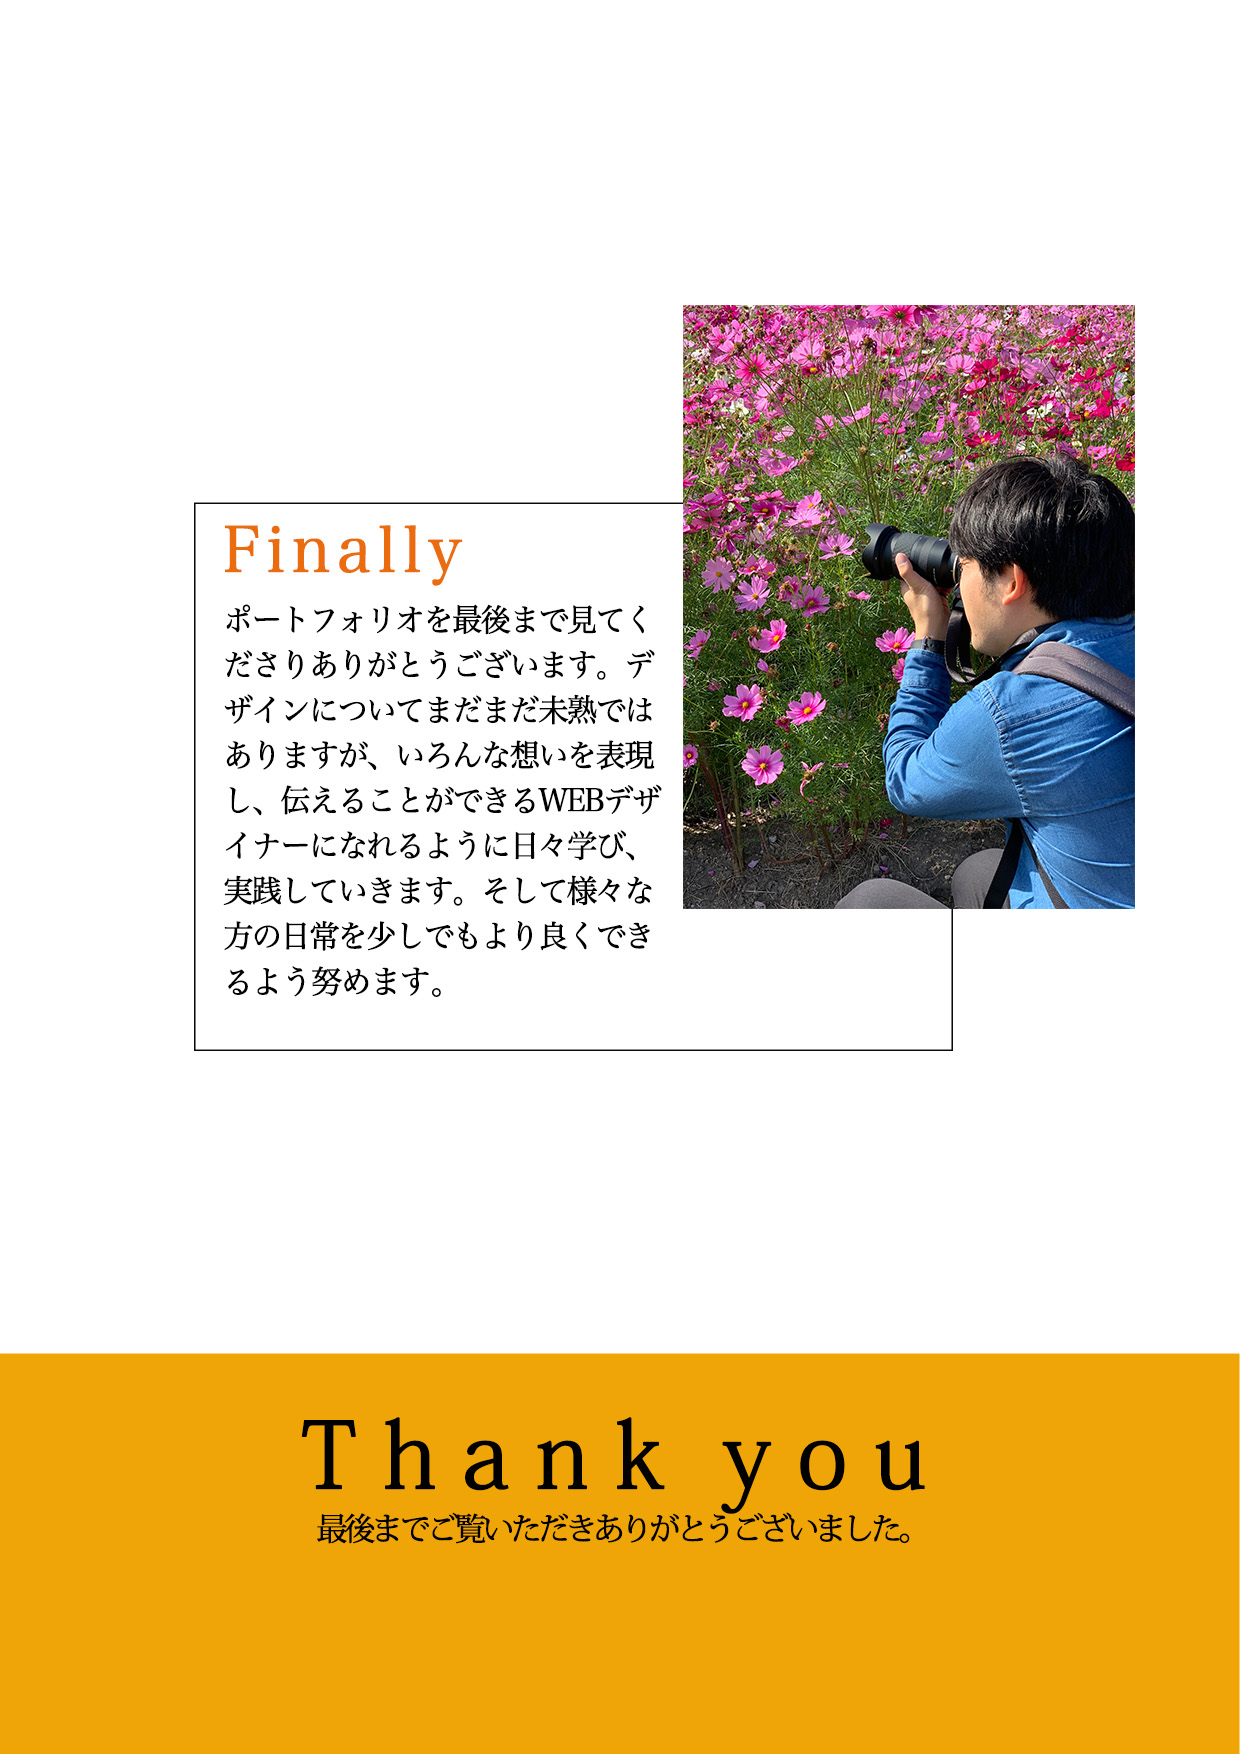 Finally
ポートフォリオを最後まで見てく
ださりありがとうございます。デ
ザインについてまだまだ未熟では
ありますが、いろんな想いを表現
し、伝えることができるWEBデザ
イナーになれるように日々学び、
実践していきます。そして様々な
方の日常を少しでもより良くでき
るよう努めます。
Thank you
最後までご覧いただきありがとうございました。